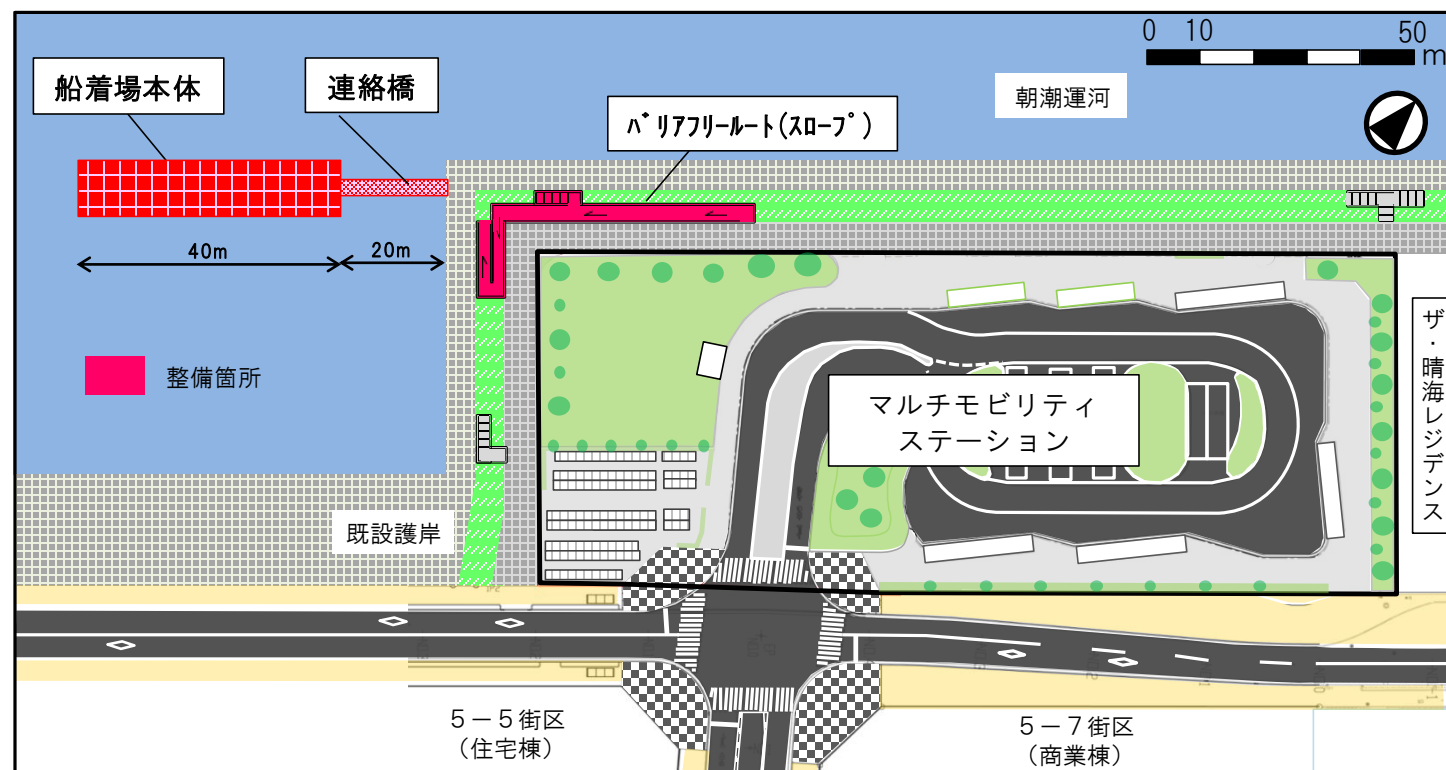 0 10 50
m
船着場本体
連絡橋
朝潮運河
バリアフリールート(スロープ)
40m
20m
ザ・晴海レジデンス
整備箇所
マルチモビリティ
ステーション
既設護岸
5－5街区
(住宅棟)
5－7街区
(商業棟)